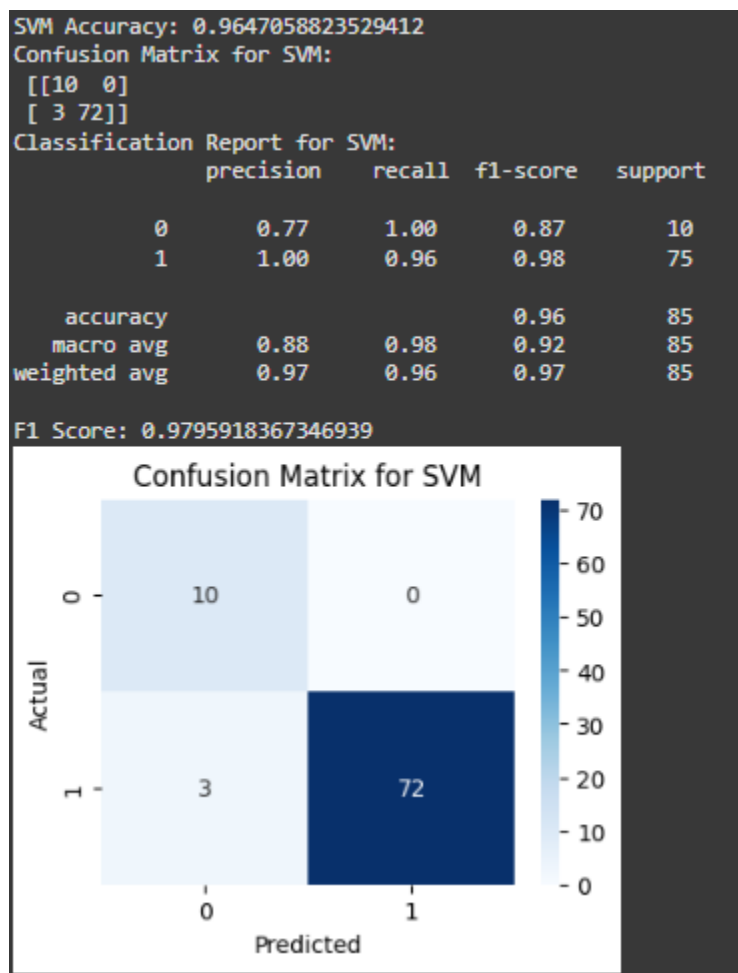 SVM Accuracy: 0.9647058823529412
Confusion Matrix for SVM:
[[10  0]
[ 3 72]]
Classification Report for SVM:
precision    recall  f1-score   support
0       0.77      1.00      0.87        10
1       1.00      0.96      0.98        75
accuracy                           0.96        85
macro avg       0.88      0.98      0.92        85
weighted avg       0.97      0.96      0.97        85
F1 Score: 0.9795918367346939
Confusion Matrix for SVM
70
60
50
40
30
20
10
0
Actual
0
1
10
0
3
72
0
1
Predicted